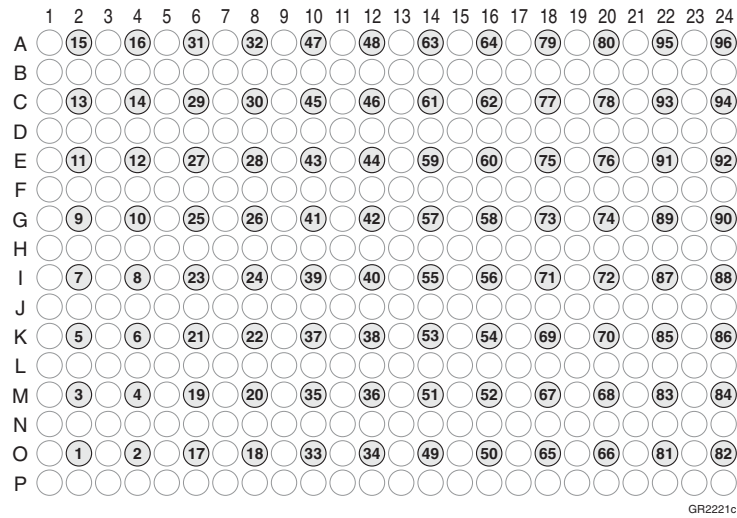 1 2 3 4 5 6 7 8 9 10 11 12 13 14 15 16 17 18 19 20 21 22 23 24
A 15 16 31 32 47 48 63 64 79 80 95 96
B
C 13 14 29 30 45 46 61 62 77 78 93 94
D
E 11 12 27 28 43 44 59 60 75 76 91 92
F
G 9 10 25 26 41 42 57 58 73 74 89 90
H
I 7 8 23 24 39 40 55 56 71 72 87 88
J
K 5 6 21 22 37 38 53 54 69 70 85 86
L
M 3 4 19 20 35 36 51 52 67 68 83 84
N
O 1 2 17 18 33 34 49 50 65 66 81 82
P
GR2221c